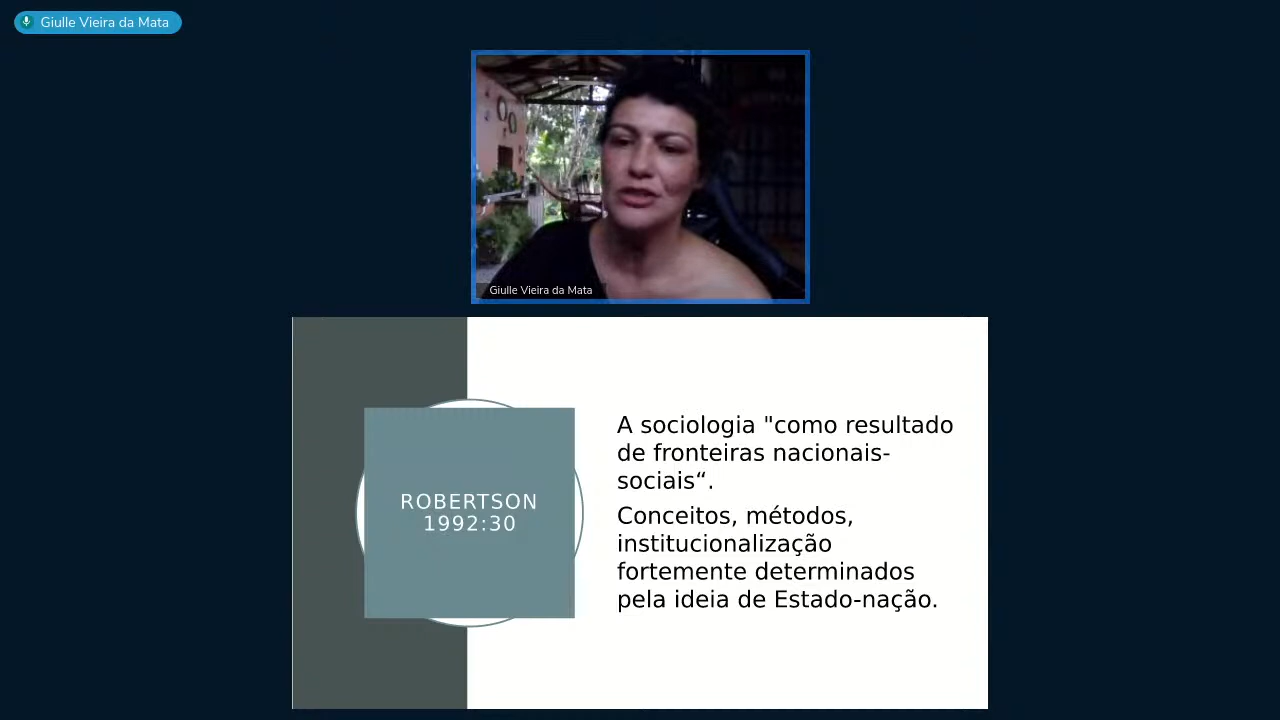 Giulle Vieira da Mata
Giulle Vieira da Mata
ROBERTSON
1992:30
A sociologia "como resultado
de fronteiras nacionais-
sociais“.
Conceitos, métodos,
institucionalização
fortemente determinados
pela ideia de Estado-nação.